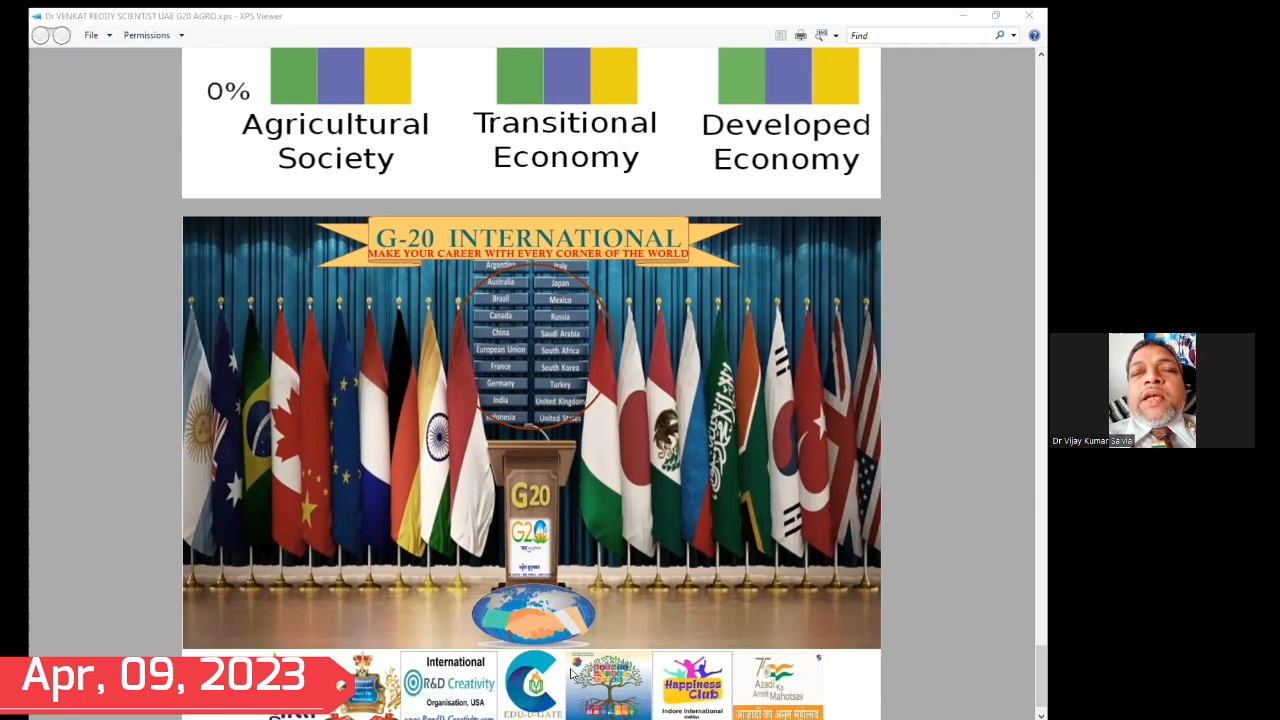 Dr VENKAT REDDY SCIENTIST UAE G20 AGRO.xps - XPS Viewer
File
Permissions
Find
0%
Agricultural
Society
Transitional
Economy
Developed
Economy
G-20 INTERNATIONAL
MAKE YOUR CAREER WITH EVERY CORNER OF THE WORLD
Argentina Italy
Australia Japan
Brazil Mexico
Canada Russia
China Saudi Arabia
European Union South Africa
France South Korea
Germany Turkey
India United Kingdom
Indonesia United States
G20
G20
Dr Vijay Kumar Salvia
Apr, 09, 2023
International
R&D Creativity
Organisation, USA
EDU-U-GATE
Happiness
Club
Indore International
75
Azadi Ka
Amrit Mahotsav
आज़ादी का अमृत महोत्सव